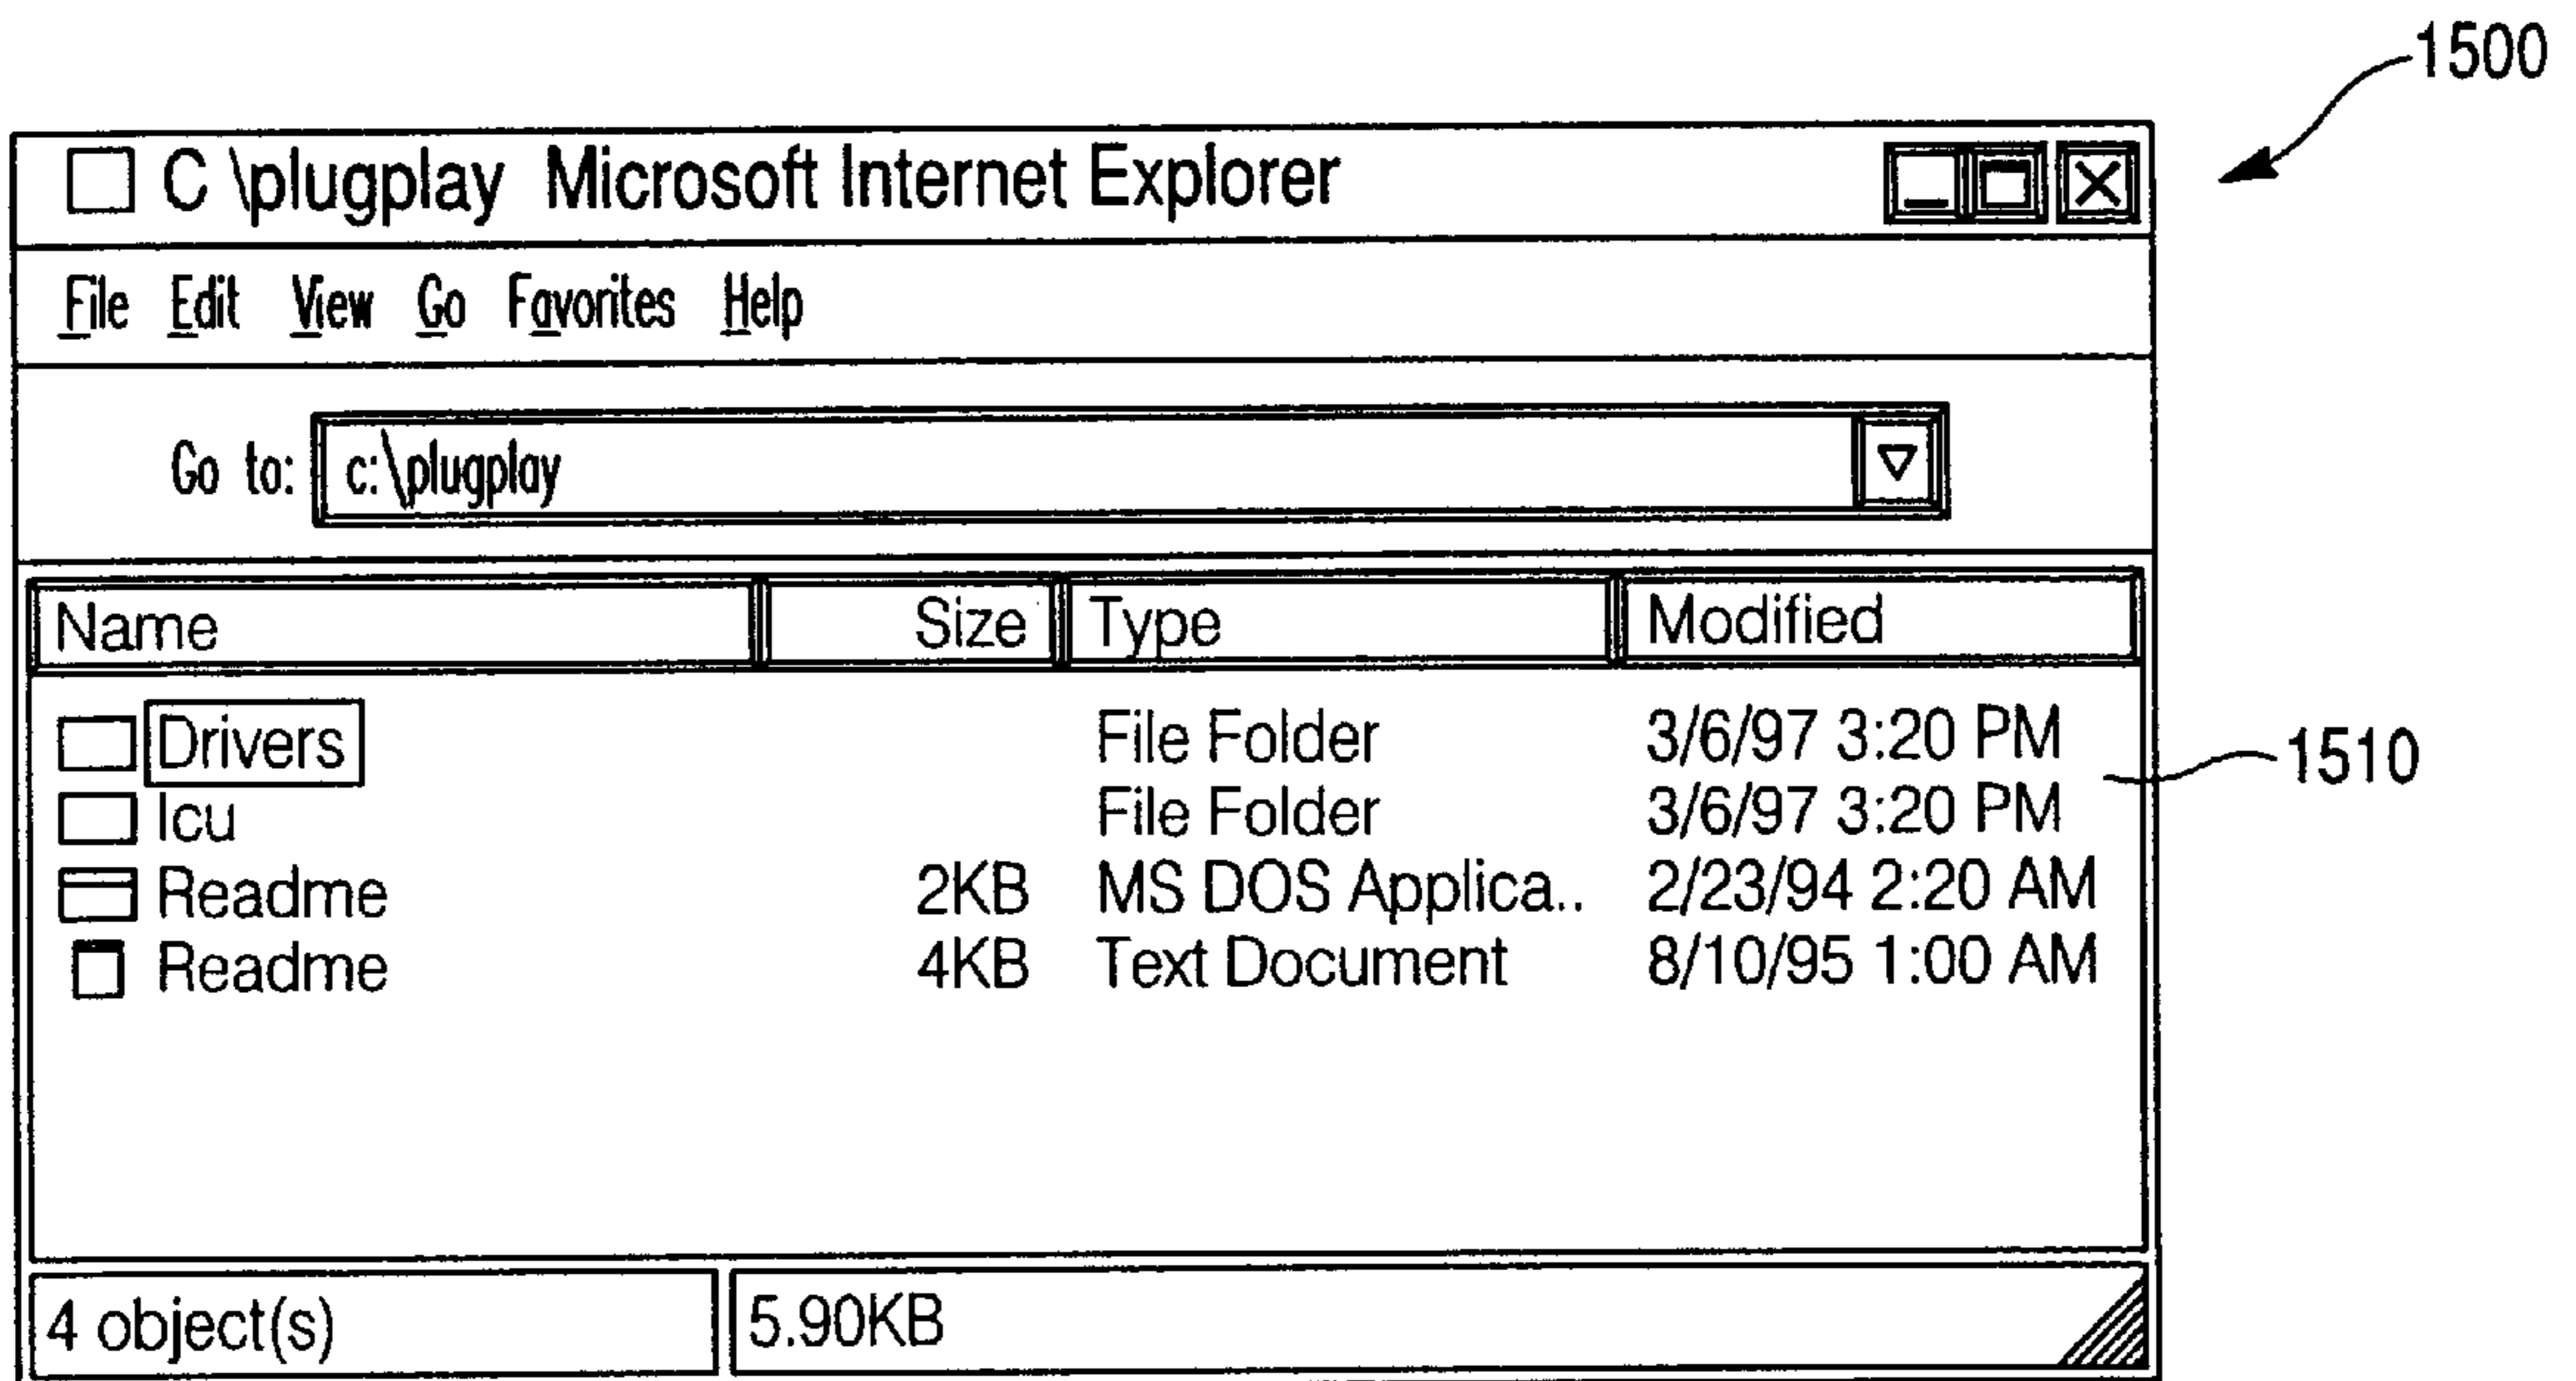 1500
C \plugplay Microsoft Internet Explorer
File Edit View Go Favorites Help
Go to: c:\plugplay
Name Size Type Modified
Drivers File Folder 3/6/97 3:20 PM
1510
lcu File Folder 3/6/97 3:20 PM
Readme 2KB MS DOS Applica.. 2/23/94 2:20 AM
Readme 4KB Text Document 8/10/95 1:00 AM
4 object(s) 5.90KB